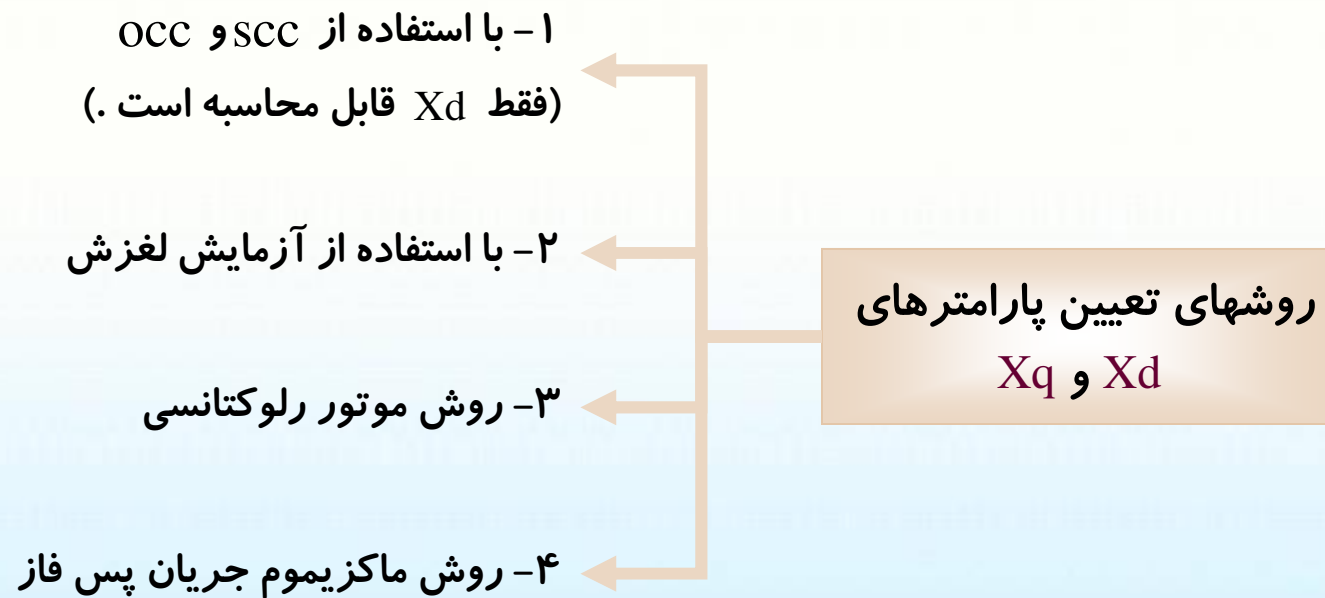 روشهای تعیین پارامترهای
Xd و Xq
۱- با استفاده از scc و occ
(فقط Xd قابل محاسبه است .)
۲- با استفاده از آزمایش لغزش
۳- روش موتور رلوکتانسی
۴- روش ماکزیموم جریان پس فاز